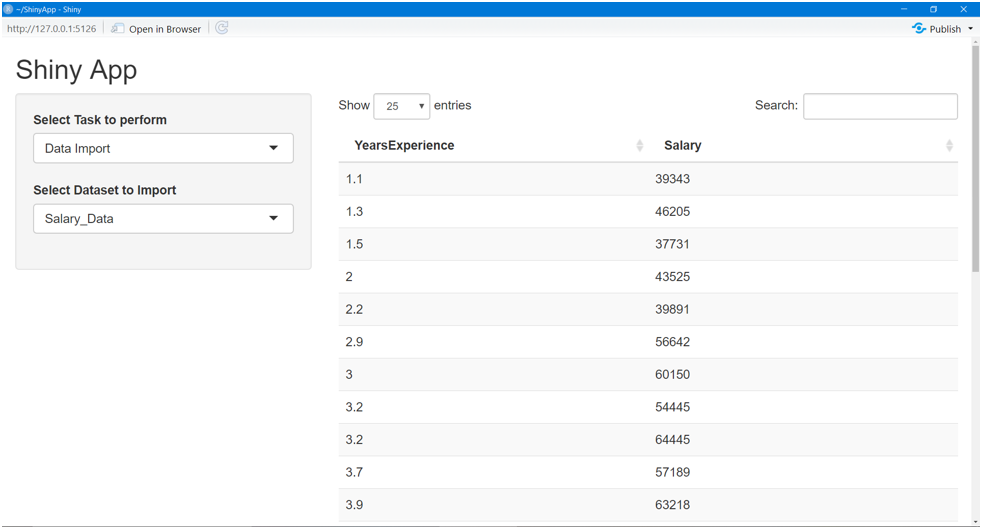 ~/ShinyApp - Shiny
http://127.0.0.1:5126 Open in Browser Publish
Shiny App
Select Task to perform
Data Import
Select Dataset to Import
Salary_Data
Show 25 entries Search:
YearsExperience Salary
1.1 39343
1.3 46205
1.5 37731
2 43525
2.2 39891
2.9 56642
3 60150
3.2 54445
3.2 64445
3.7 57189
3.9 63218